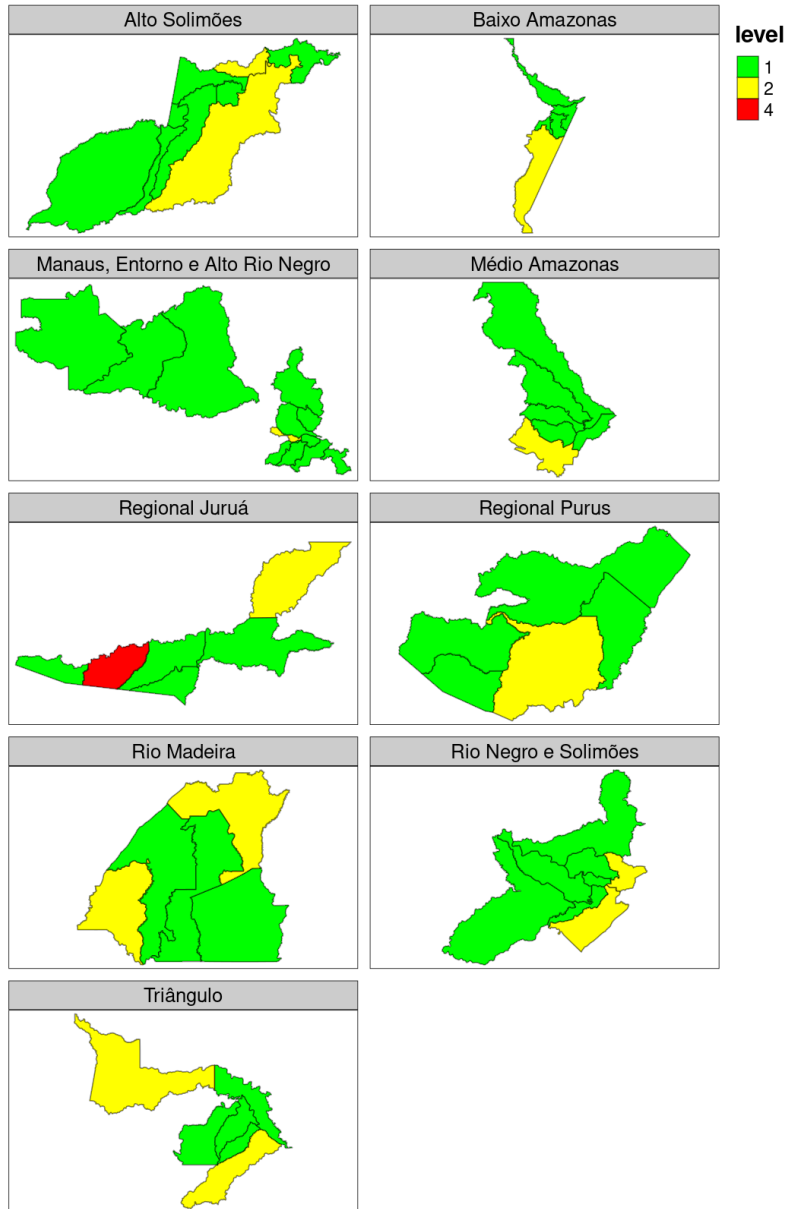 Alto Solimões
Baixo Amazonas
level
1
2
4
Manaus, Entorno e Alto Rio Negro
Médio Amazonas
Regional Juruá
Regional Purus
Rio Madeira
Rio Negro e Solimões
Triângulo